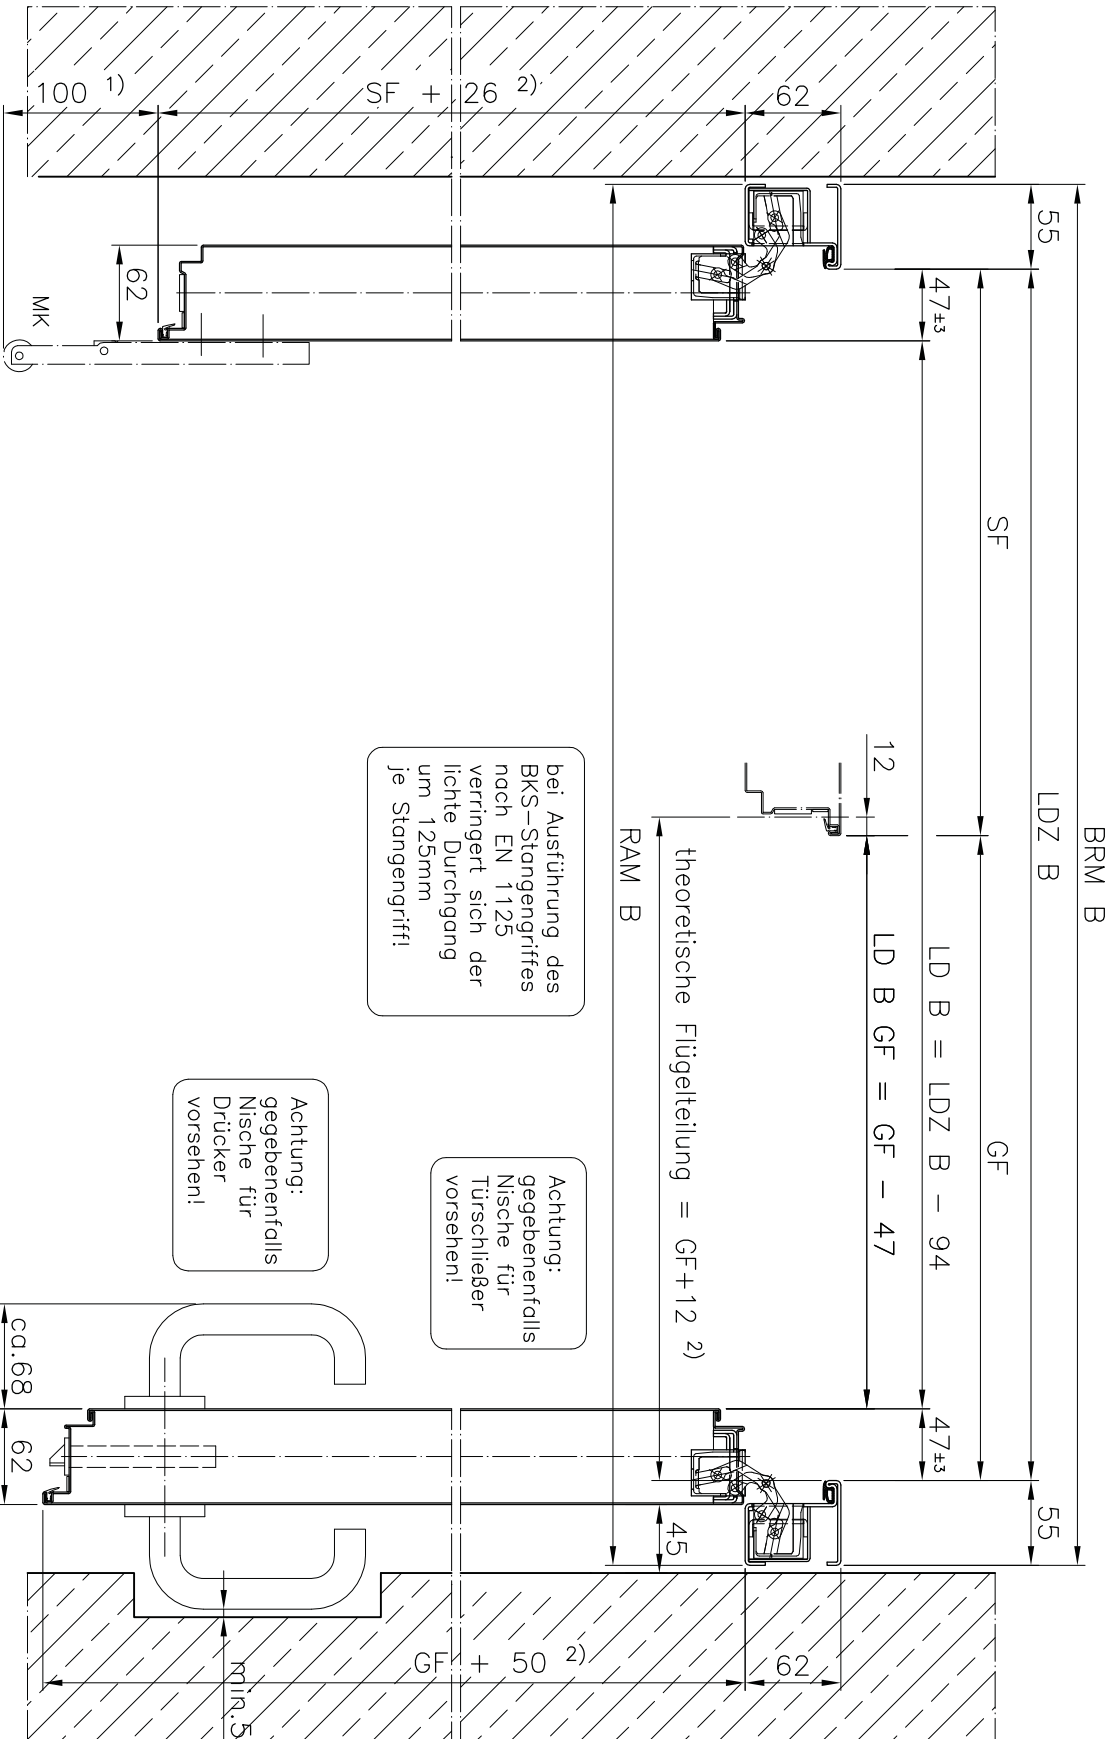 100 1)
SF + 26 2)
62
55
47±3
62
MK
SF
12
BRM B
LDZ B
LD B = LDZ B - 94
LD B GF = GF - 47
GF
RAM B
theoretische Flügelteilung = GF+12 2)
bei Ausführung des
BKS-Stangengriffes
nach EN 1125
verringert sich der
lichte Durchgang
um 125mm
je Stangengriff!
Achtung:
gegebenenfalls
Nische für
Türschließer
vorsehen!
Achtung:
gegebenenfalls
Nische für
Drücker
vorsehen!
ca.68
62
47±3
55
45
GF + 50 2)
62
min.5